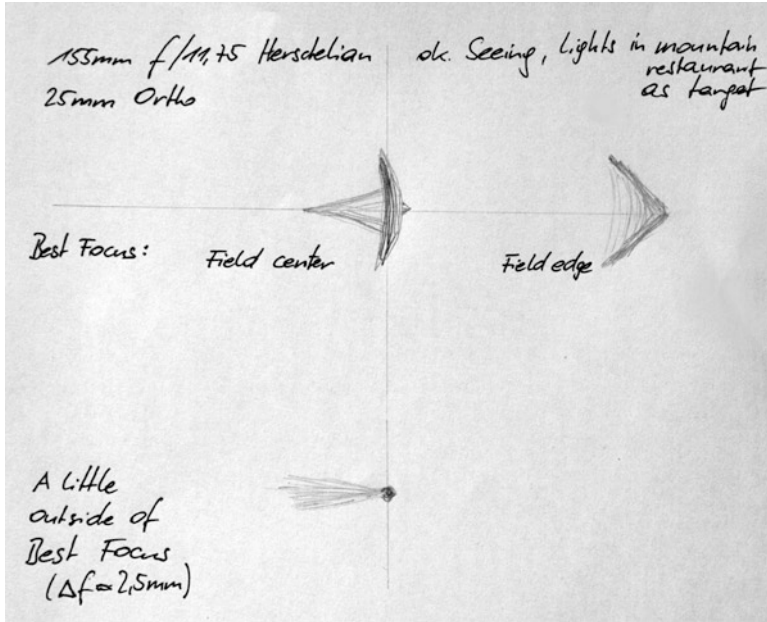 155mm f/11,75 Herschelian
25mm Ortho
ok. Seeing, Lights in mountain
restaurant
as target
Best Focus:
Field center
Field edge
A little
outside of
Best Focus
(Δf≈2,5mm)